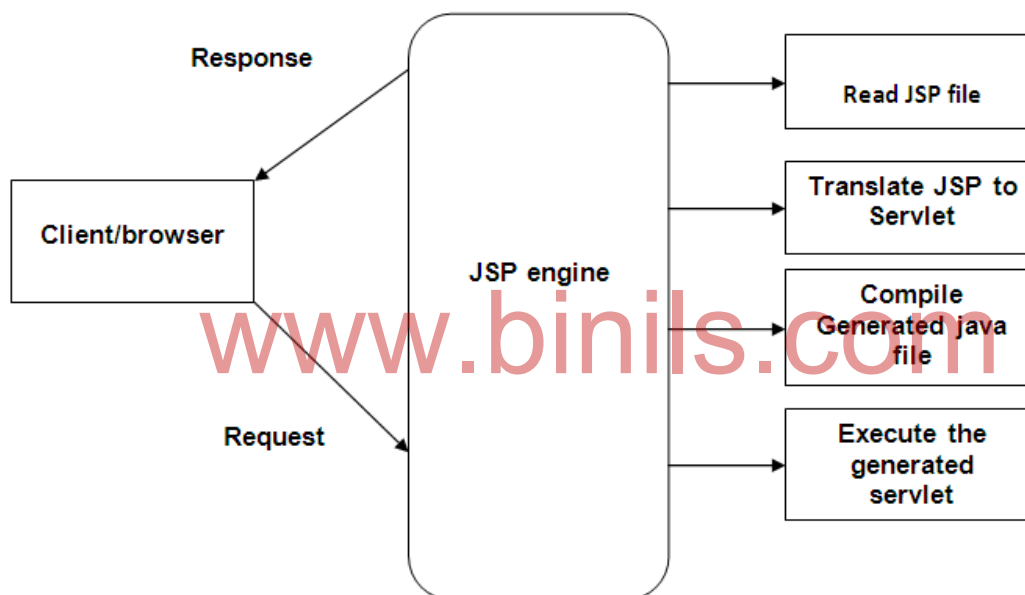 Response
Client/browser
Request
JSP engine
Read JSP file
Translate JSP to
Servlet
Compile
Generated java
file
Execute the
generated
servlet
www.binils.com